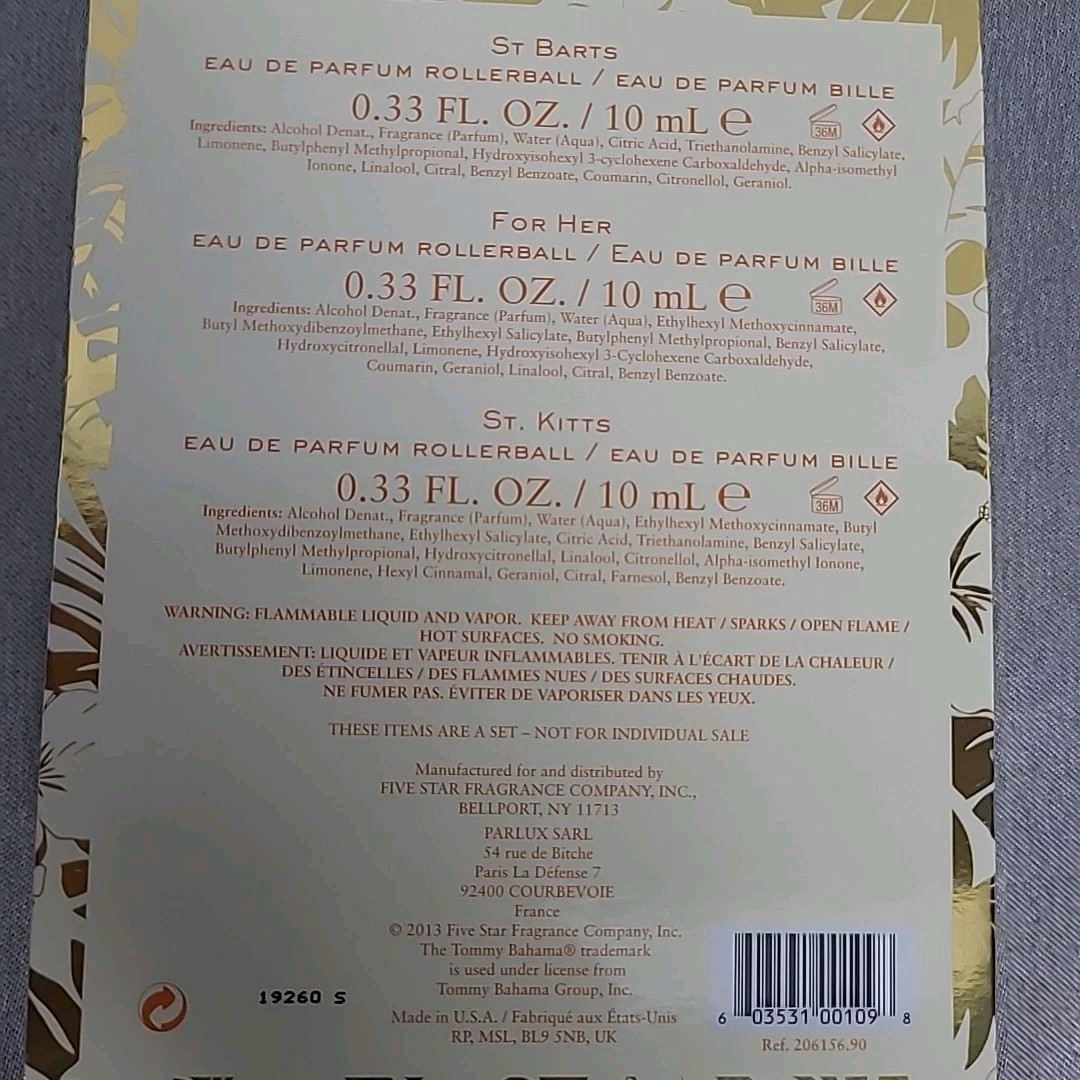 ST BARTS
EAU DE PARFUM ROLLERBALL / EAU DE PARFUM BILLE
0.33 FL. OZ. / 10 mL ℮
36M
Ingredients: Alcohol Denat., Fragrance (Parfum), Water (Aqua), Citric Acid, Triethanolamine, Benzyl Salicylate,
Limonene, Butylphenyl Methylpropional, Hydroxyisohexyl 3-cyclohexene Carboxaldehyde, Alpha-isomethyl
Ionone, Linalool, Citral, Benzyl Benzoate, Coumarin, Citronellol, Geraniol.
FOR HER
EAU DE PARFUM ROLLERBALL / EAU DE PARFUM BILLE
0.33 FL. OZ. / 10 mL ℮
36M
Ingredients: Alcohol Denat., Fragrance (Parfum), Water (Aqua), Ethylhexyl Methoxycinnamate,
Butyl Methoxydibenzoylmethane, Ethylhexyl Salicylate, Butylphenyl Methylpropional, Benzyl Salicylate,
Hydroxycitronellal, Limonene, Hydroxyisohexyl 3-Cyclohexene Carboxaldehyde,
Coumarin, Geraniol, Linalool, Citral, Benzyl Benzoate.
ST. KITTS
EAU DE PARFUM ROLLERBALL / EAU DE PARFUM BILLE
0.33 FL. OZ. / 10 mL ℮
36M
Ingredients: Alcohol Denat., Fragrance (Parfum), Water (Aqua), Ethylhexyl Methoxycinnamate, Butyl
Methoxydibenzoylmethane, Ethylhexyl Salicylate, Citric Acid, Triethanolamine, Benzyl Salicylate,
Butylphenyl Methylpropional, Hydroxycitronellal, Linalool, Citronellol, Alpha-isomethyl Ionone,
Limonene, Hexyl Cinnamal, Geraniol, Citral, Farnesol, Benzyl Benzoate.
WARNING: FLAMMABLE LIQUID AND VAPOR. KEEP AWAY FROM HEAT / SPARKS / OPEN FLAME /
HOT SURFACES. NO SMOKING.
AVERTISSEMENT: LIQUIDE ET VAPEUR INFLAMMABLES. TENIR À L'ÉCART DE LA CHALEUR /
DES ÉTINCELLES / DES FLAMMES NUES / DES SURFACES CHAUDES.
NE FUMER PAS. ÉVITER DE VAPORISER DANS LES YEUX.
THESE ITEMS ARE A SET – NOT FOR INDIVIDUAL SALE
Manufactured for and distributed by
FIVE STAR FRAGRANCE COMPANY, INC.,
BELLPORT, NY 11713
PARLUX SARL
54 rue de Bitche
Paris La Défense 7
92400 COURBEVOIE
France
© 2013 Five Star Fragrance Company, Inc.
The Tommy Bahama® trademark
is used under license from
Tommy Bahama Group, Inc.
19260 S
Made in U.S.A. / Fabriqué aux États-Unis
RP, MSL, BL9 5NB, UK
6 03531 00109 8
Ref. 206156.90